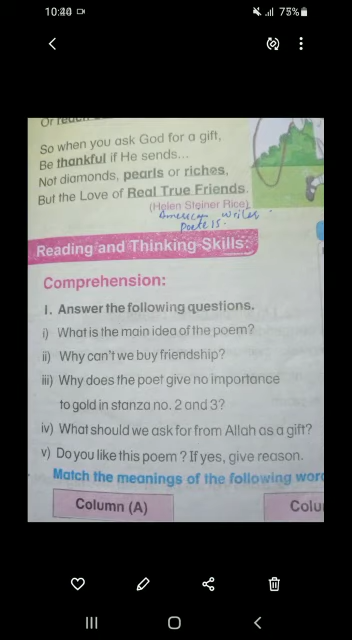 10:20
75%
Or
So when you ask God for a gift,
Be thankful if He sends...
Not diamonds, pearls or riches,
But the Love of Real True Friends.
(Helen Steiner Rice)
American writer
Reading and Thinking Skills:
Comprehension:
I. Answer the following questions.
i) What is the main idea of the poem?
ii) Why can't we buy friendship?
iii) Why does the poet give no importance
to gold in stanza no. 2 and 3?
iv) What should we ask for from Allah as a gift?
v) Do you like this poem ? If yes, give reason.
Match the meanings of the following wor
Column (A)
Colu